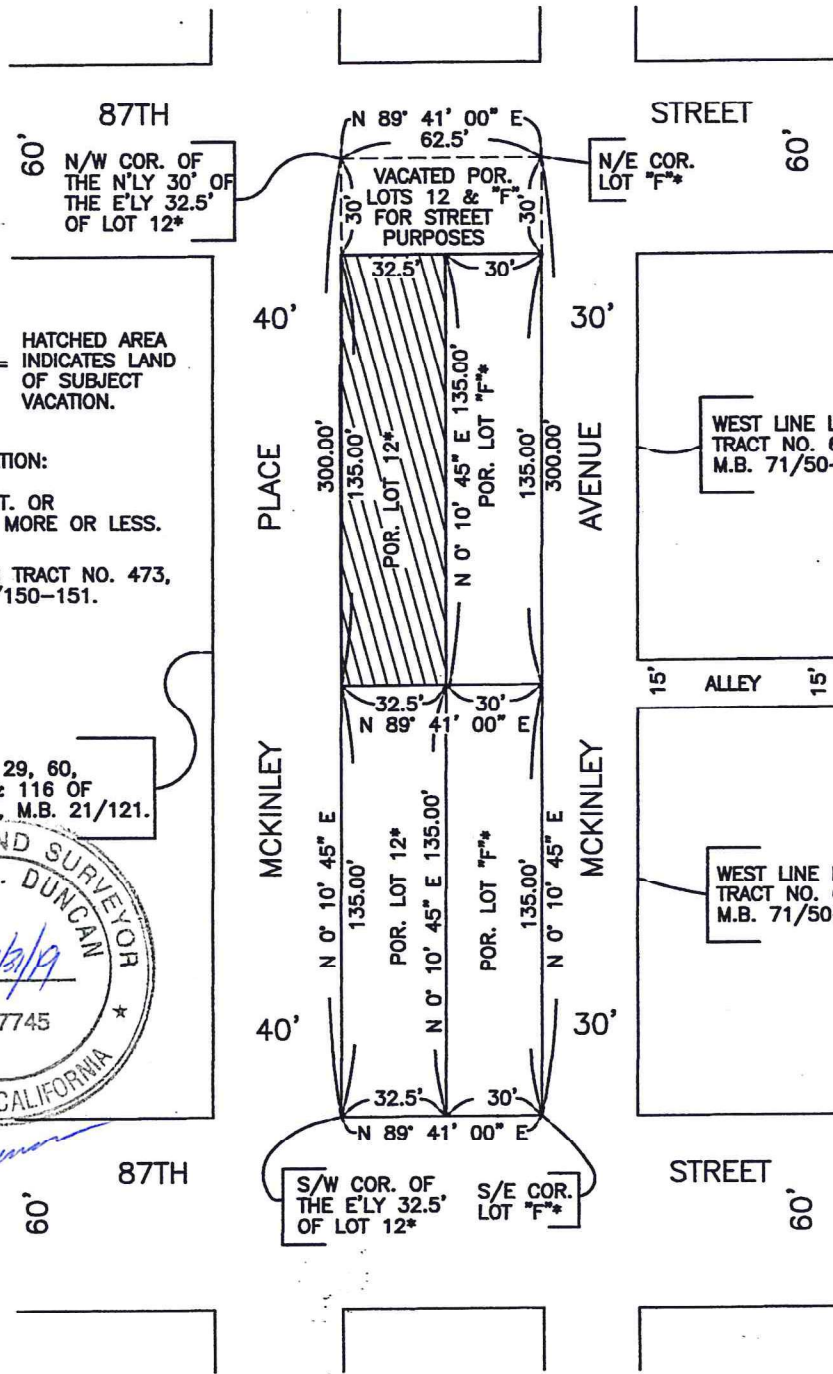 87TH
STREET
60'
60'
N 89° 41' 00" E
62.5'
N/W COR. OF
THE N'LY 30' OF
THE E'LY 32.5'
OF LOT 12*
N/E COR.
LOT "F"*
VACATED POR.
LOTS 12 & "F"
FOR STREET
PURPOSES
30'
30'
32.5'
30'
40'
30'
HATCHED AREA
= INDICATES LAND
OF SUBJECT
VACATION.
TION:
T. OR
MORE OR LESS.
TRACT NO. 473,
/150-151.
PLACE
300.00'
135.00'
POR. LOT 12*
N 0° 10' 45" E 135.00'
POR. LOT "F"*
135.00'
300.00'
AVENUE
WEST LINE L
TRACT NO. 6
M.B. 71/50-
15'
ALLEY
15'
32.5'
30'
N 89° 41' 00" E
29, 60,
& 116 OF
, M.B. 21/121.
MCKINLEY
N 0° 10' 45" E
135.00'
POR. LOT 12*
N 0° 10' 45" E 135.00'
POR. LOT "F"*
135.00'
N 0° 10' 45" E
MCKINLEY
WEST LINE
TRACT NO.
M.B. 71/50
ND SURVEYOR
DUNCAN
7745
CALIFORNIA
40'
30'
32.5'
30'
N 89° 41' 00" E
87TH
STREET
60'
60'
S/W COR. OF
THE E'LY 32.5'
OF LOT 12*
S/E COR.
LOT "F"*